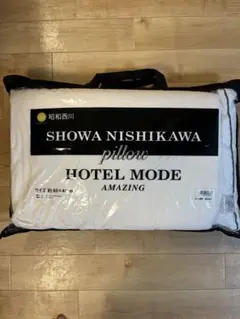 昭和西川
SHOWA NISHIKAWA
pillow
HOTEL MODE
AMAZING